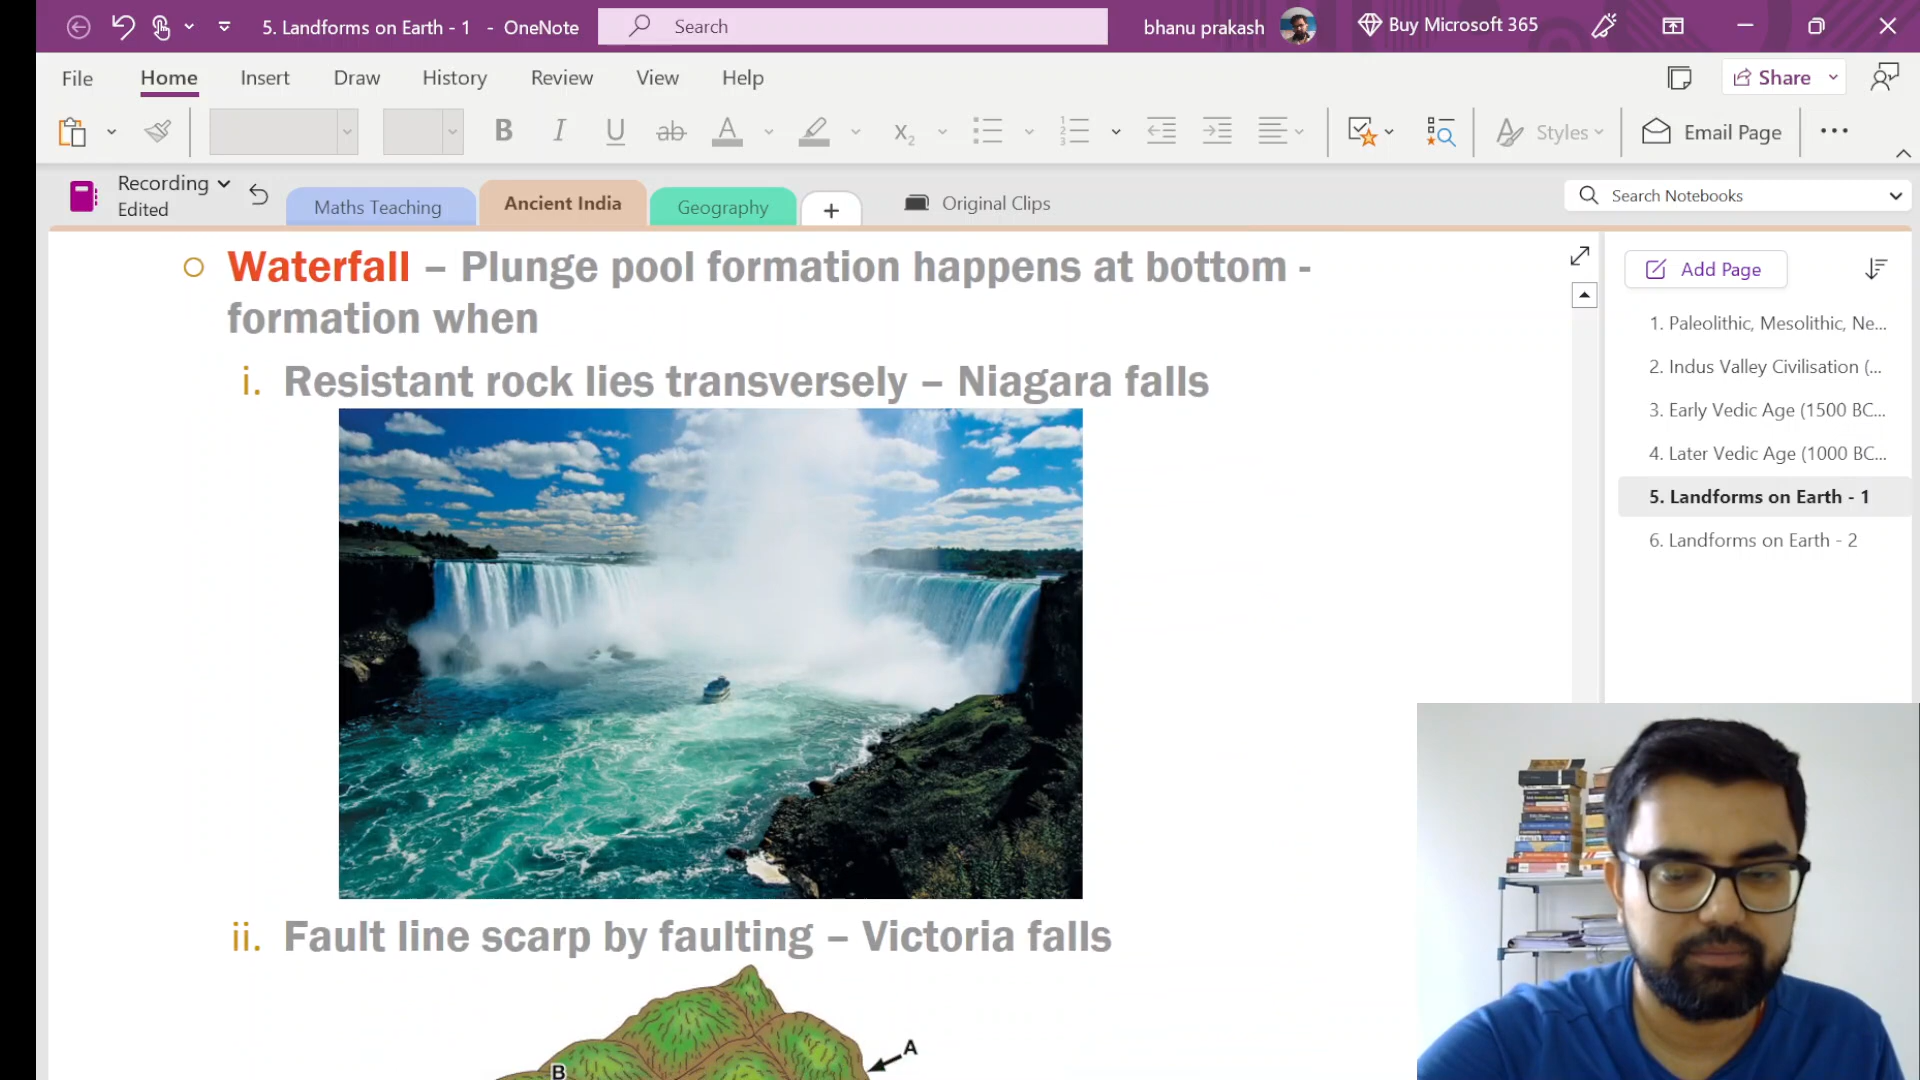 5. Landforms on Earth - 1 - OneNote
Search
bhanu prakash
Buy Microsoft 365
File Home Insert Draw History Review View Help
Share
B I U ab A X₂ Styles Email Page
Recording
Edited
Maths Teaching
Ancient India
Geography
+
Original Clips
Search Notebooks
Waterfall – Plunge pool formation happens at bottom -
formation when
i. Resistant rock lies transversely – Niagara falls
ii. Fault line scarp by faulting – Victoria falls
A
B
Add Page
1. Paleolithic, Mesolithic, Ne...
2. Indus Valley Civilisation (...
3. Early Vedic Age (1500 BC...
4. Later Vedic Age (1000 BC...
5. Landforms on Earth - 1
6. Landforms on Earth - 2